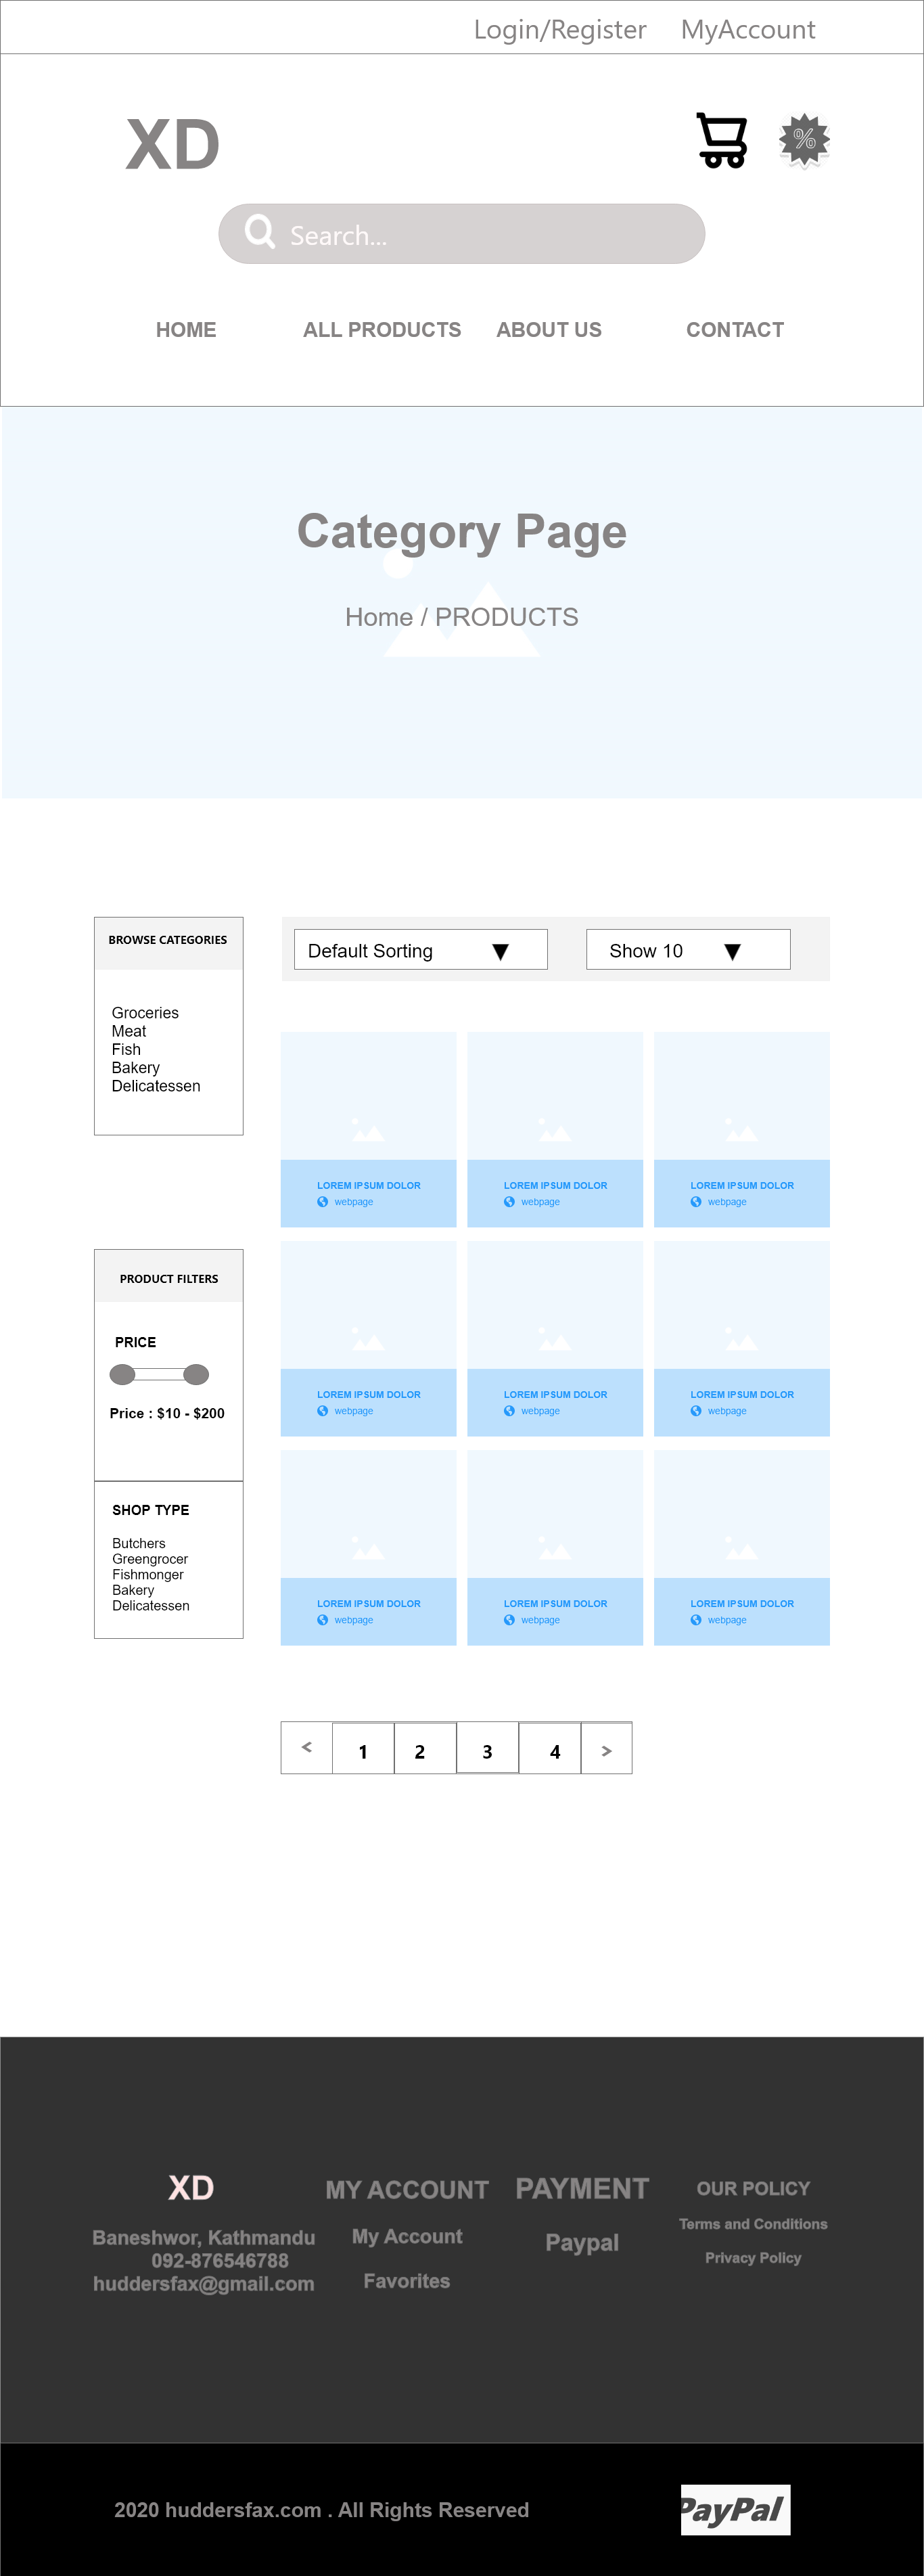 Login/Register MyAccount
XD
%
Search...
HOME ALL PRODUCTS ABOUT US CONTACT
Category Page
Home / PRODUCTS
BROWSE CATEGORIES
Groceries
Meat
Fish
Bakery
Delicatessen
Default Sorting Show 10
LOREM IPSUM DOLOR LOREM IPSUM DOLOR LOREM IPSUM DOLOR
webpage webpage webpage
PRODUCT FILTERS
PRICE
Price : $10 - $200
LOREM IPSUM DOLOR LOREM IPSUM DOLOR LOREM IPSUM DOLOR
webpage webpage webpage
SHOP TYPE
Butchers
Greengrocer
Fishmonger
Bakery
Delicatessen
LOREM IPSUM DOLOR LOREM IPSUM DOLOR LOREM IPSUM DOLOR
webpage webpage webpage
< 1 2 3 4 >
XD
Baneshwor, Kathmandu
092-876546788
huddersfax@gmail.com
MY ACCOUNT
My Account
Favorites
PAYMENT
Paypal
OUR POLICY
Terms and Conditions
Privacy Policy
2020 huddersfax.com . All Rights Reserved
PayPal